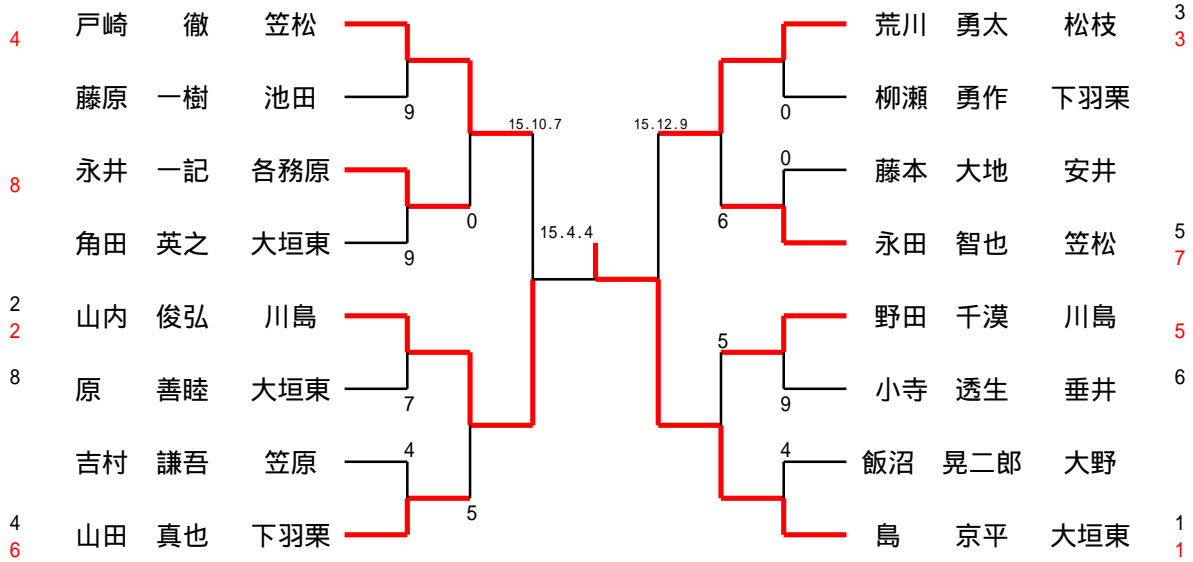 4 戸崎 徹 笠松
藤原 一樹 池田
9
15.10.7
8 永井 一記 各務原
0
角田 英之 大垣東
9
15.4.4
2
2 山内 俊弘 川島
8 原 善睦 大垣東
7
吉村 謙吾 笠原
4
5
4
6 山田 真也 下羽栗
荒川 勇太 松枝 3
3
柳瀬 勇作 下羽栗
0
15.12.9
0
藤本 大地 安井
6
永田 智也 笠松 5
7
野田 千漠 川島 5
5
小寺 透生 垂井 6
9
4
飯沼 晃二郎 大野
島 京平 大垣東 1
1